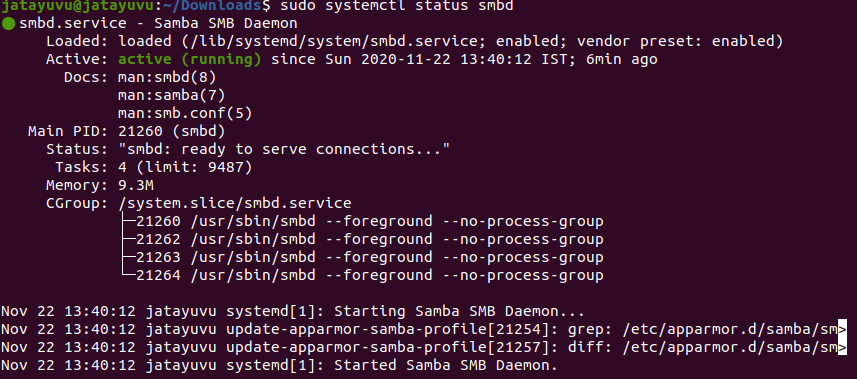 jatayuvu@jatayuvu:~/Downloads$ sudo systemctl status smbd
● smbd.service - Samba SMB Daemon
     Loaded: loaded (/lib/systemd/system/smbd.service; enabled; vendor preset: enabled)
     Active: active (running) since Sun 2020-11-22 13:40:12 IST; 6min ago
       Docs: man:smbd(8)
             man:samba(7)
             man:smb.conf(5)
   Main PID: 21260 (smbd)
     Status: "smbd: ready to serve connections..."
      Tasks: 4 (limit: 9487)
     Memory: 9.3M
     CGroup: /system.slice/smbd.service
             ├─21260 /usr/sbin/smbd --foreground --no-process-group
             ├─21262 /usr/sbin/smbd --foreground --no-process-group
             ├─21263 /usr/sbin/smbd --foreground --no-process-group
             └─21264 /usr/sbin/smbd --foreground --no-process-group

Nov 22 13:40:12 jatayuvu systemd[1]: Starting Samba SMB Daemon...
Nov 22 13:40:12 jatayuvu update-apparmor-samba-profile[21254]: grep: /etc/apparmor.d/samba/sm>
Nov 22 13:40:12 jatayuvu update-apparmor-samba-profile[21257]: diff: /etc/apparmor.d/samba/sm>
Nov 22 13:40:12 jatayuvu systemd[1]: Started Samba SMB Daemon.